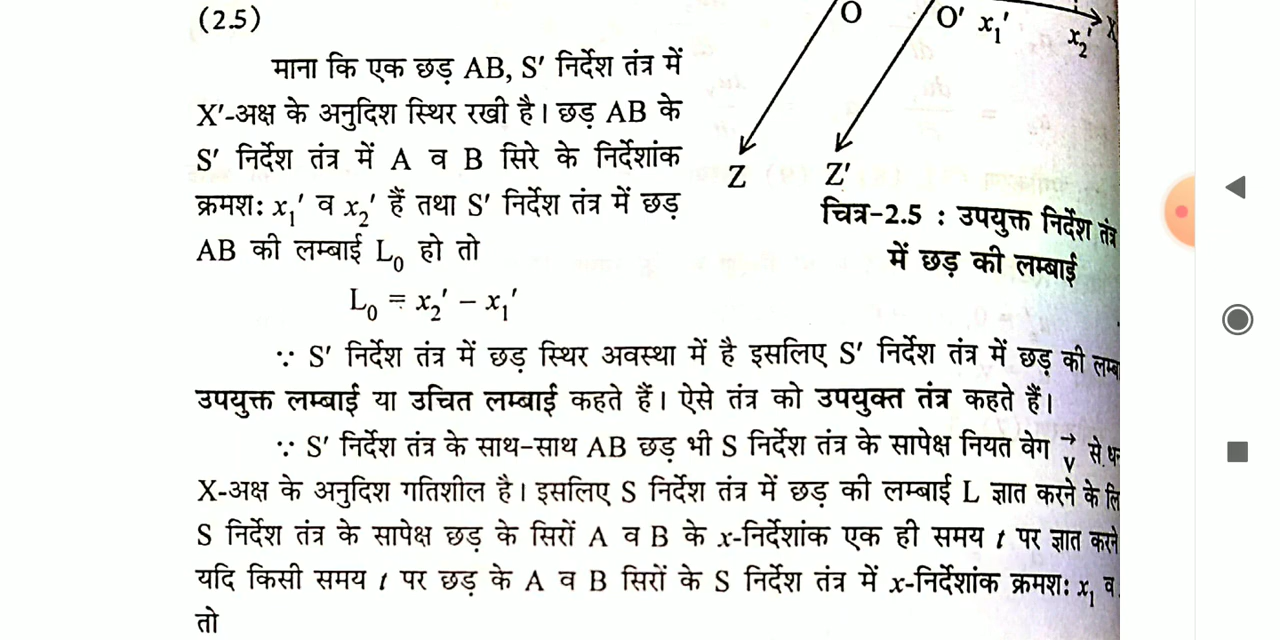 (2.5)
O
O′ x₁′
x₂′ X
Z
Z′
माना कि एक छड़ AB, S′ निर्देश तंत्र में
X′-अक्ष के अनुदिश स्थिर रखी है। छड़ AB के
S′ निर्देश तंत्र में A व B सिरे के निर्देशांक
क्रमशः x₁′ व x₂′ हैं तथा S′ निर्देश तंत्र में छड़
AB की लम्बाई L₀ हो तो
L₀ = x₂′ − x₁′
चित्र-2.5 : उपयुक्त निर्देश तंत्र
में छड़ की लम्बाई
∵ S′ निर्देश तंत्र में छड़ स्थिर अवस्था में है इसलिए S′ निर्देश तंत्र में छड़ की
उपयुक्त लम्बाई या उचित लम्बाई कहते हैं। ऐसे तंत्र को उपयुक्त तंत्र कहते हैं।
∵ S′ निर्देश तंत्र के साथ-साथ AB छड़ भी S निर्देश तंत्र के सापेक्ष नियत वेग v⃗ से
X-अक्ष के अनुदिश गतिशील है। इसलिए S निर्देश तंत्र में छड़ की लम्बाई L ज्ञात करने के
S निर्देश तंत्र के सापेक्ष छड़ के सिरों A व B के x-निर्देशांक एक ही समय t पर ज्ञात करने
यदि किसी समय t पर छड़ के A व B सिरों के S निर्देश तंत्र में x-निर्देशांक क्रमशः x₁ व
तो